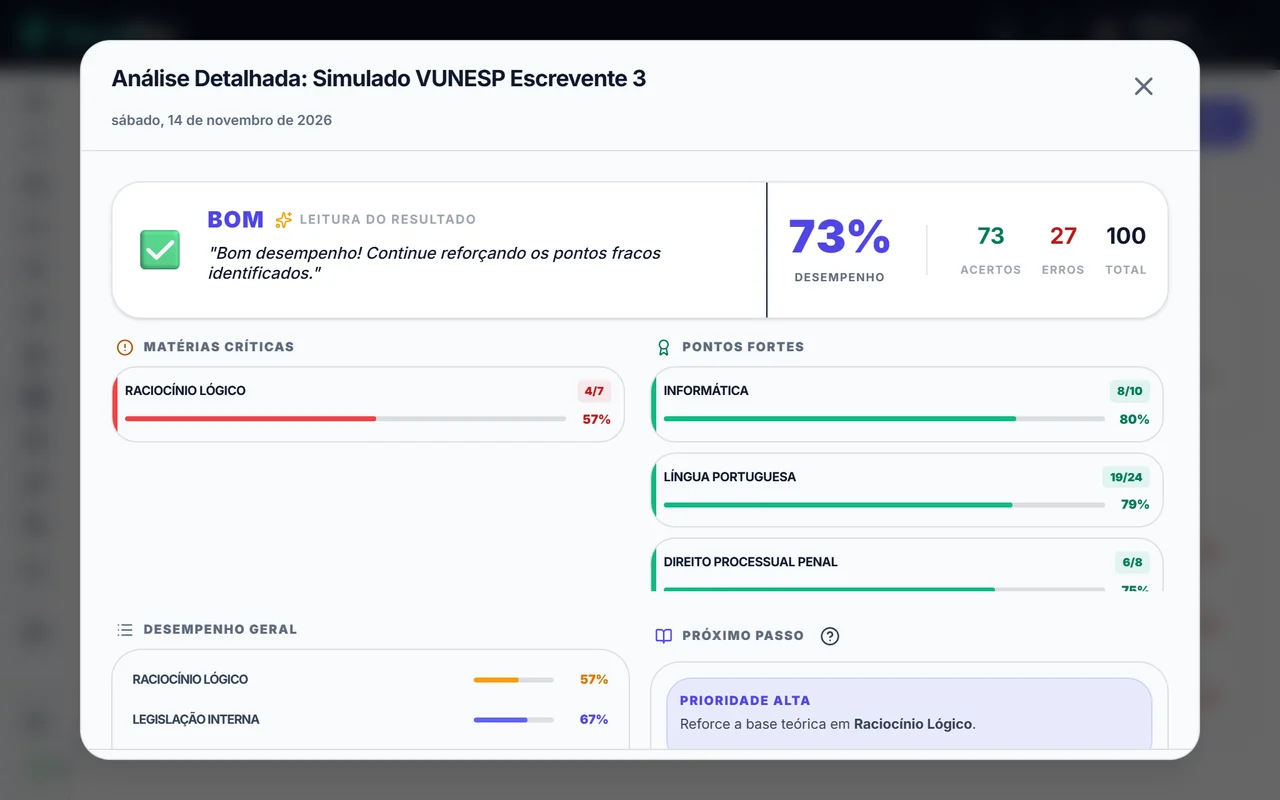 Análise Detalhada: Simulado VUNESP Escrevente 3
sábado, 14 de novembro de 2026
BOM LEITURA DO RESULTADO
"Bom desempenho! Continue reforçando os pontos fracos
identificados."
73%
DESEMPENHO
73
ACERTOS
27
ERROS
100
TOTAL
MATÉRIAS CRÍTICAS
RACIOCÍNIO LÓGICO 4/7
57%
PONTOS FORTES
INFORMÁTICA 8/10
80%
LÍNGUA PORTUGUESA 19/24
79%
DIREITO PROCESSUAL PENAL 6/8
75%
DESEMPENHO GERAL
RACIOCÍNIO LÓGICO 57%
LEGISLAÇÃO INTERNA 67%
PRÓXIMO PASSO ?
PRIORIDADE ALTA
Reforce a base teórica em Raciocínio Lógico.